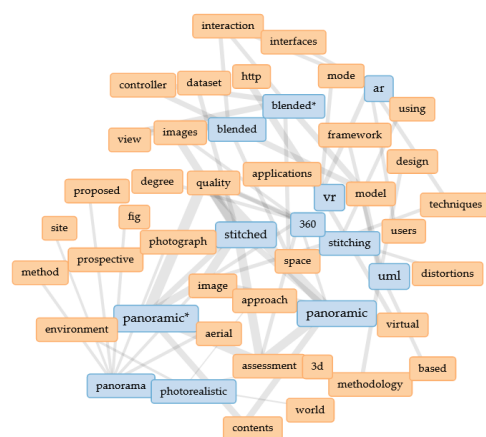 interaction
interfaces
http
mode
dataset
controller
ar
blended*
using
blended
images
framework
view
design
applications
degree
quality
proposed
vr
model
techniques
fig
360
site
stitched
users
photograph
stitching
prospective
space
method
uml
distortions
image
approach
panoramic*
panoramic
virtual
environment
aerial
assessment
3d
based
panorama
methodology
photorealistic
world
contents